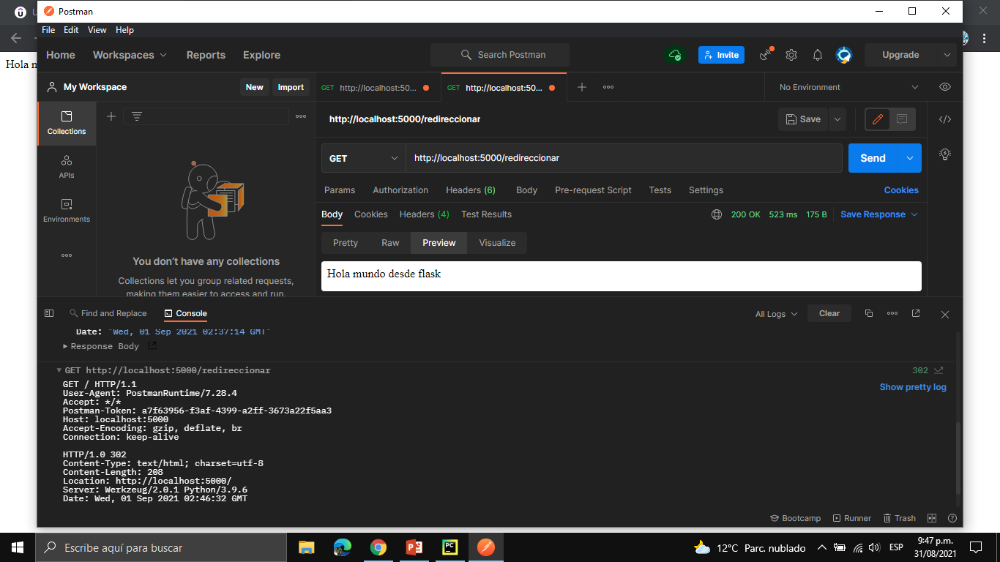 Postman
File Edit View Help
Home Workspaces Reports Explore
Search Postman
Invite
Upgrade
Hola m
My Workspace
New Import
GET http://localhost:50...
GET http://localhost:50...
No Environment
http://localhost:5000/redireccionar
Save
Collections
APIs
Environments
GET
http://localhost:5000/redireccionar
Send
Params Authorization Headers (6) Body Pre-request Script Tests Settings
Cookies
Body Cookies Headers (4) Test Results
200 OK 523 ms 175 B Save Response
Pretty Raw Preview Visualize
Hola mundo desde flask
You don't have any collections
Collections let you group related requests,
making them easier to access and run.
Find and Replace Console
All Logs Clear
Date: "Wed, 01 Sep 2021 02:37:14 GMT"
Response Body
GET http://localhost:5000/redireccionar
302
Show pretty log
GET / HTTP/1.1
User-Agent: PostmanRuntime/7.28.4
Accept: */*
Postman-Token: a7f63956-f3af-4399-a2ff-3673a22f5aa3
Host: localhost:5000
Accept-Encoding: gzip, deflate, br
Connection: keep-alive
HTTP/1.0 302
Content-Type: text/html; charset=utf-8
Content-Length: 208
Location: http://localhost:5000/
Server: Werkzeug/2.0.1 Python/3.9.6
Date: Wed, 01 Sep 2021 02:46:32 GMT
Bootcamp Runner Trash
Escribe aquí para buscar
12°C Parc. nublado
ESP
9:47 p.m.
31/08/2021